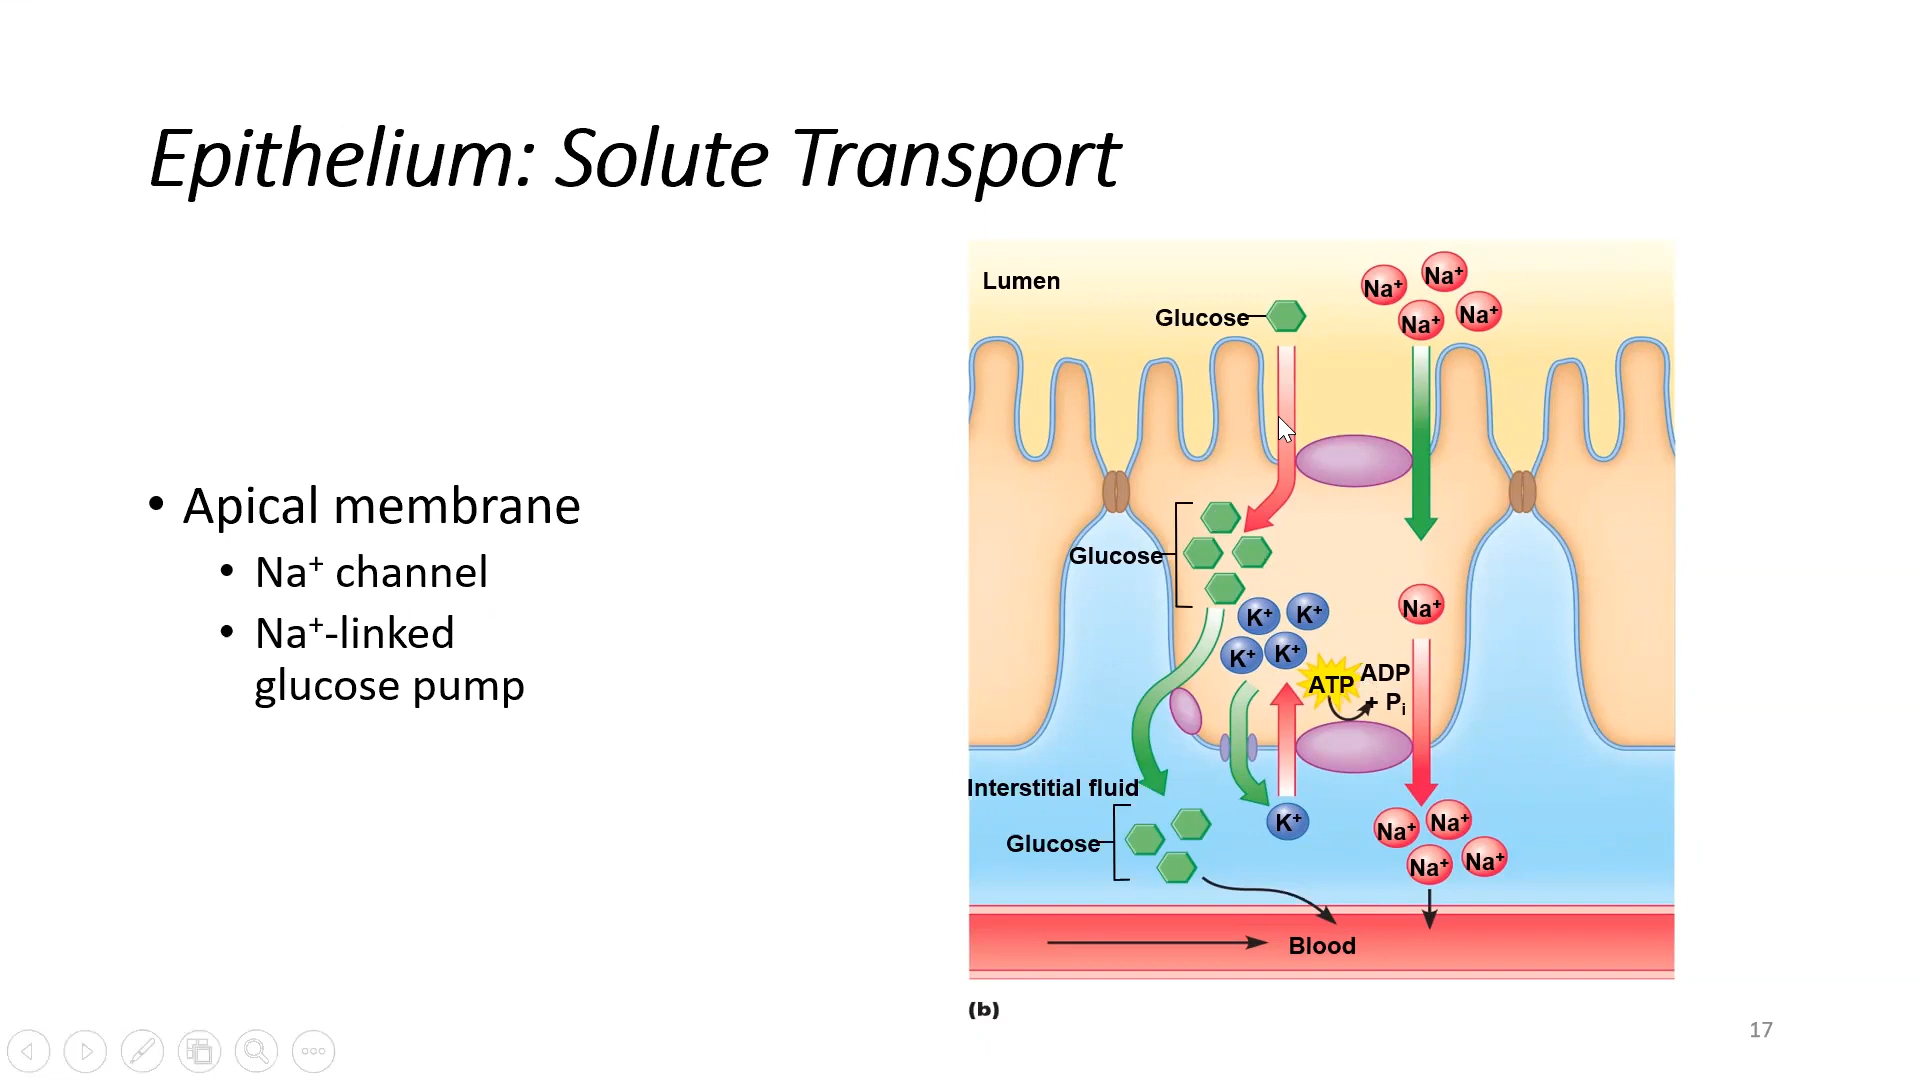 Epithelium: Solute Transport
• Apical membrane
• Na⁺ channel
• Na⁺-linked
glucose pump
Lumen
Glucose
Na⁺
Na⁺
Na⁺
Na⁺
Glucose
K⁺
K⁺
K⁺
K⁺
Na⁺
ATP
ADP
+ Pᵢ
Interstitial fluid
Glucose
K⁺
Na⁺
Na⁺
Na⁺
Na⁺
Blood
(b)
17